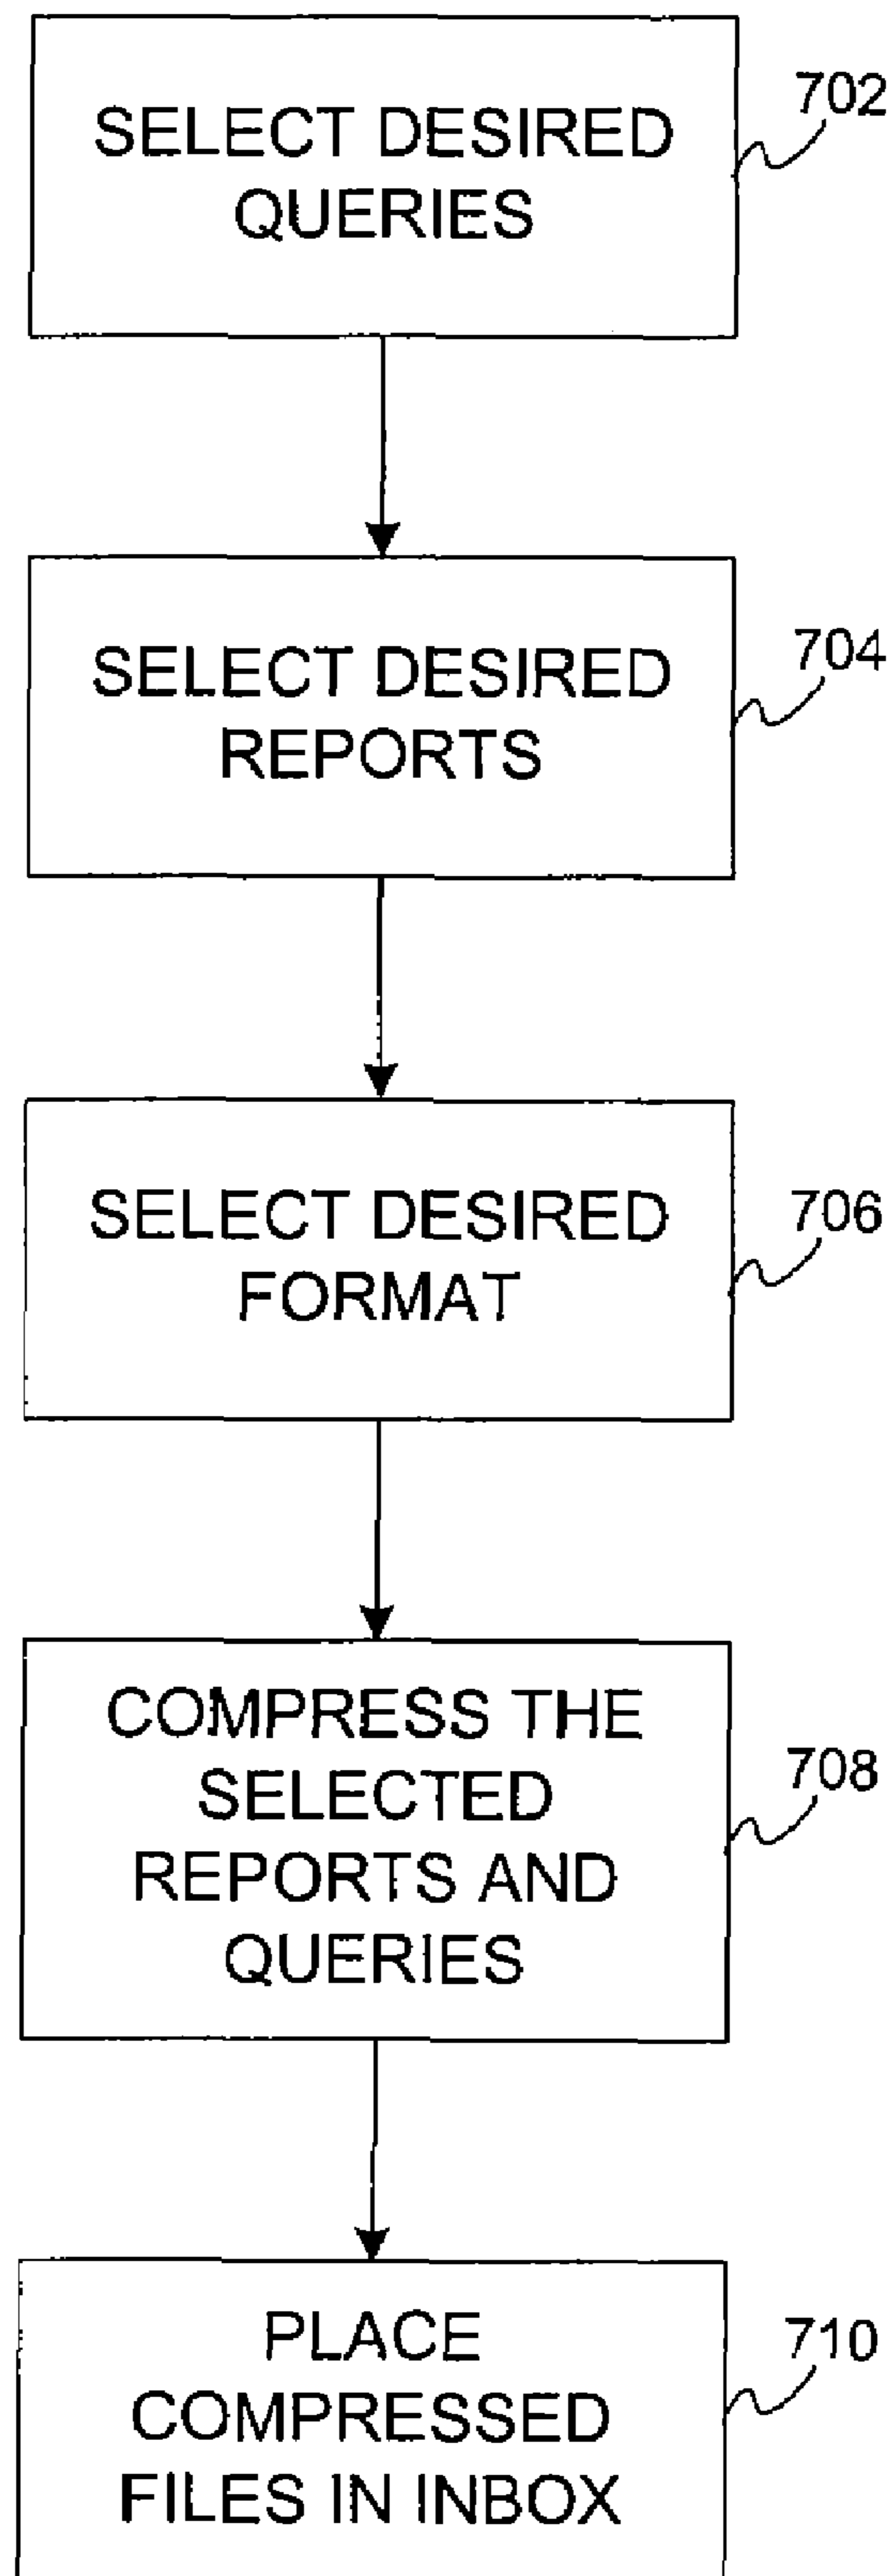 SELECT DESIRED
QUERIES
702
SELECT DESIRED
REPORTS
704
SELECT DESIRED
FORMAT
706
COMPRESS THE
SELECTED
REPORTS AND
QUERIES
708
PLACE
COMPRESSED
FILES IN INBOX
710